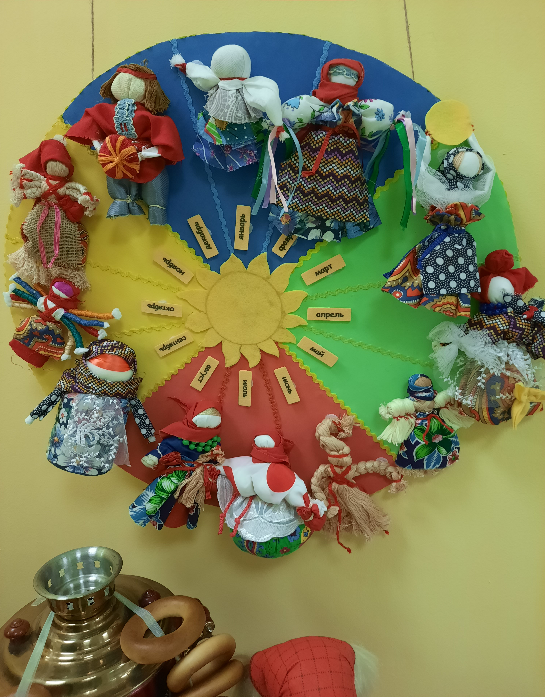 январь
февраль
март
апрель
май
июнь
июль
август
сентябрь
октябрь
ноябрь
декабрь